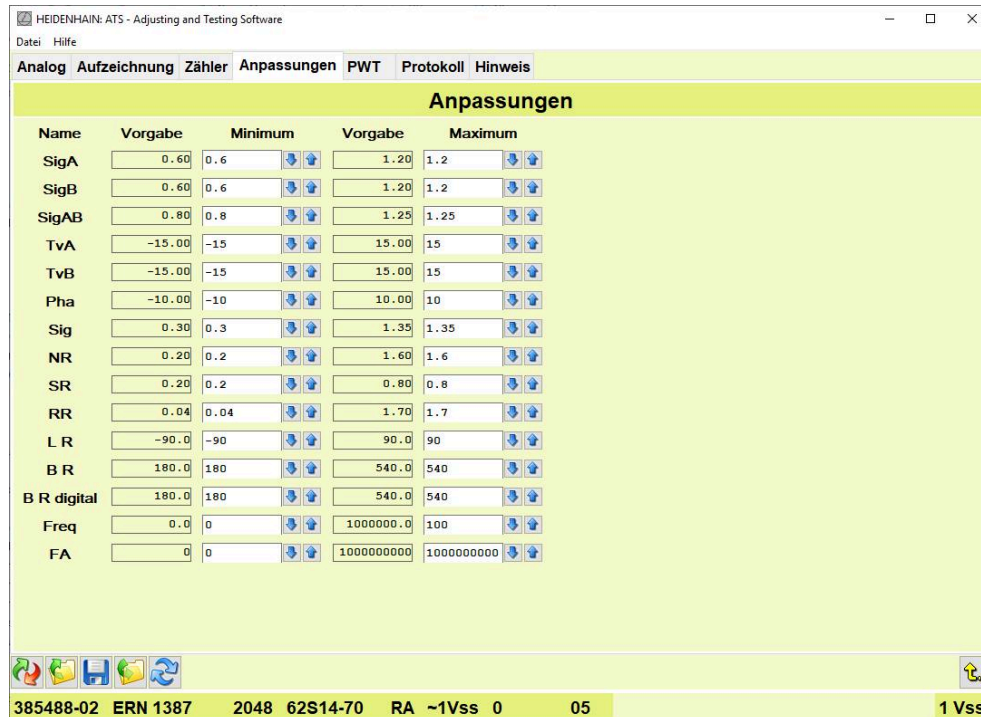 HEIDENHAIN: ATS - Adjusting and Testing Software
Datei Hilfe
Analog Aufzeichnung Zähler Anpassungen PWT Protokoll Hinweis
Anpassungen
Name Vorgabe Minimum Vorgabe Maximum
SigA 0.60 0.6 1.20 1.2
SigB 0.60 0.6 1.20 1.2
SigAB 0.80 0.8 1.25 1.25
TvA -15.00 -15 15.00 15
TvB -15.00 -15 15.00 15
Pha -10.00 -10 10.00 10
Sig 0.30 0.3 1.35 1.35
NR 0.20 0.2 1.60 1.6
SR 0.20 0.2 0.80 0.8
RR 0.04 0.04 1.70 1.7
L R -90.0 -90 90.0 90
B R 180.0 180 540.0 540
B R digital 180.0 180 540.0 540
Freq 0.0 0 1000000.0 100
FA 0 0 1000000000 1000000000
385488-02 ERN 1387 2048 62S14-70 RA ~1Vss 0 05 1 Vss